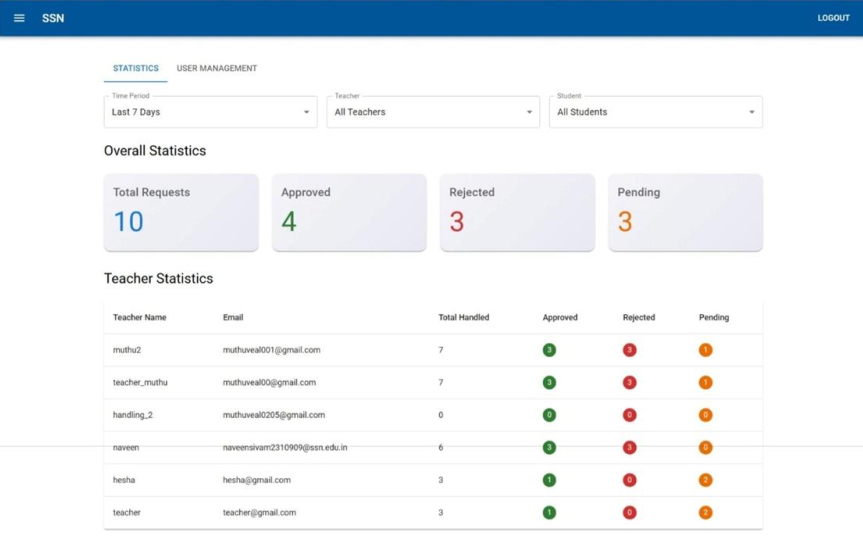 SSN LOGOUT
STATISTICS USER MANAGEMENT
Time Period Teacher Student
Last 7 Days All Teachers All Students
Overall Statistics
Total Requests Approved Rejected Pending
10 4 3 3
Teacher Statistics
Teacher Name Email Total Handled Approved Rejected Pending
muthu2 muthuveal001@gmail.com 7 3 3 1
teacher_muthu muthuveal00@gmail.com 7 3 3 1
handling_2 muthuveal0205@gmail.com 0 0 0 0
naveen naveensivam2310909@ssn.edu.in 6 3 3 0
hesha hesha@gmail.com 3 1 0 2
teacher teacher@gmail.com 3 1 0 2